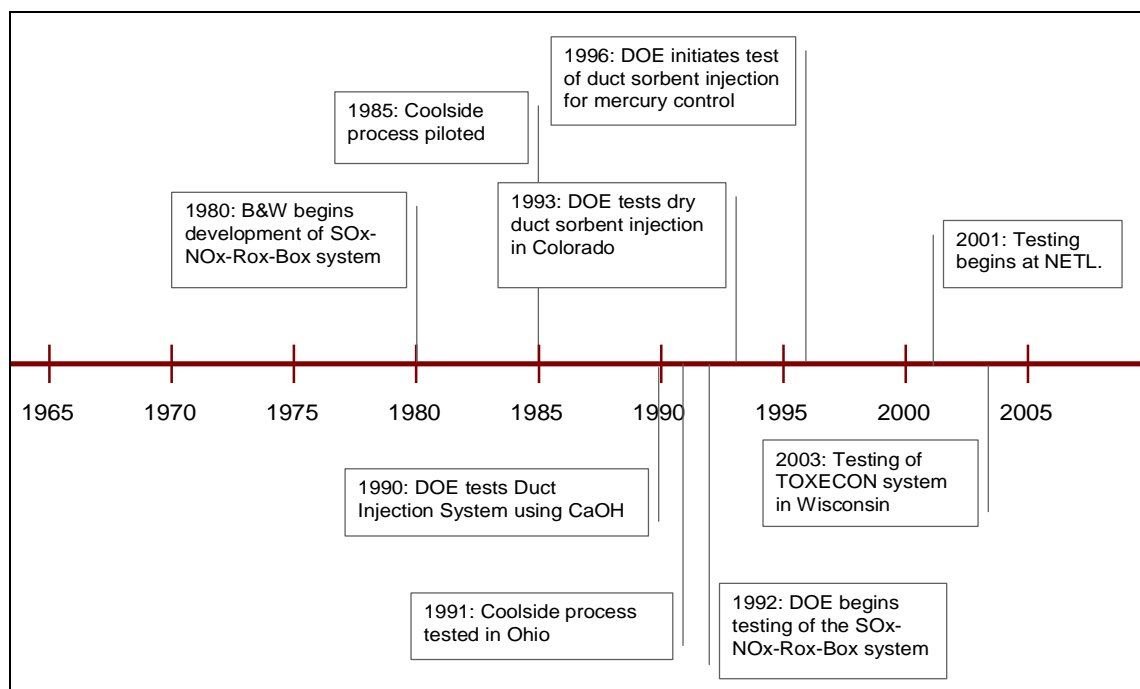 1996: DOE initiates test
of duct sorbent injection
for mercury control
1985: Coolside
process piloted
1993: DOE tests dry
duct sorbent injection
in Colorado
1980: B&W begins
development of SOx-
NOx-Rox-Box system
2001: Testing
begins at NETL.
1965 1970 1975 1980 1985 1990 1995 2000 2005
1990: DOE tests Duct
Injection System using CaOH
2003: Testing of
TOXECON system
in Wisconsin
1991: Coolside process
tested in Ohio
1992: DOE begins
testing of the SOx-
NOx-Rox-Box system